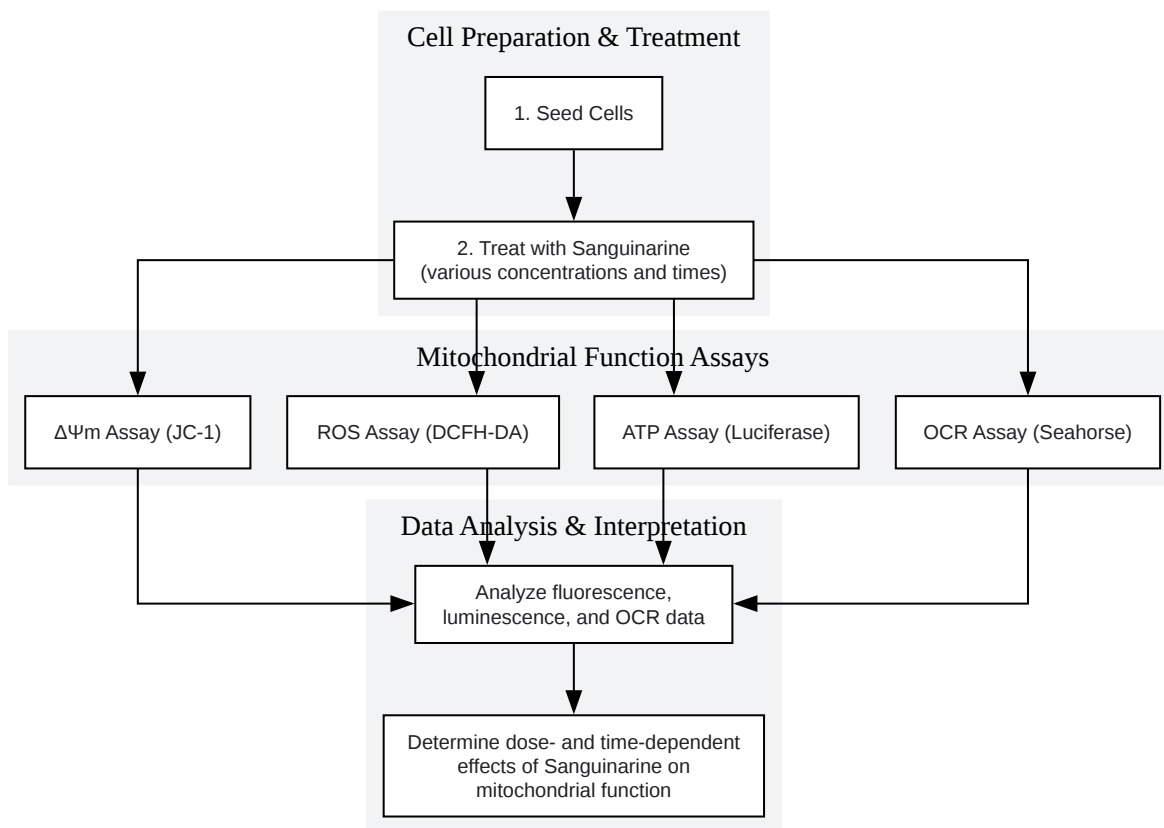 Cell Preparation & Treatment
1. Seed Cells
2. Treat with Sanguinarine
(various concentrations and times)
Mitochondrial Function Assays
ΔΨm Assay (JC-1)
ROS Assay (DCFH-DA)
ATP Assay (Luciferase)
OCR Assay (Seahorse)
Data Analysis & Interpretation
Analyze fluorescence,
luminescence, and OCR data
Determine dose- and time-dependent
effects of Sanguinarine on
mitochondrial function